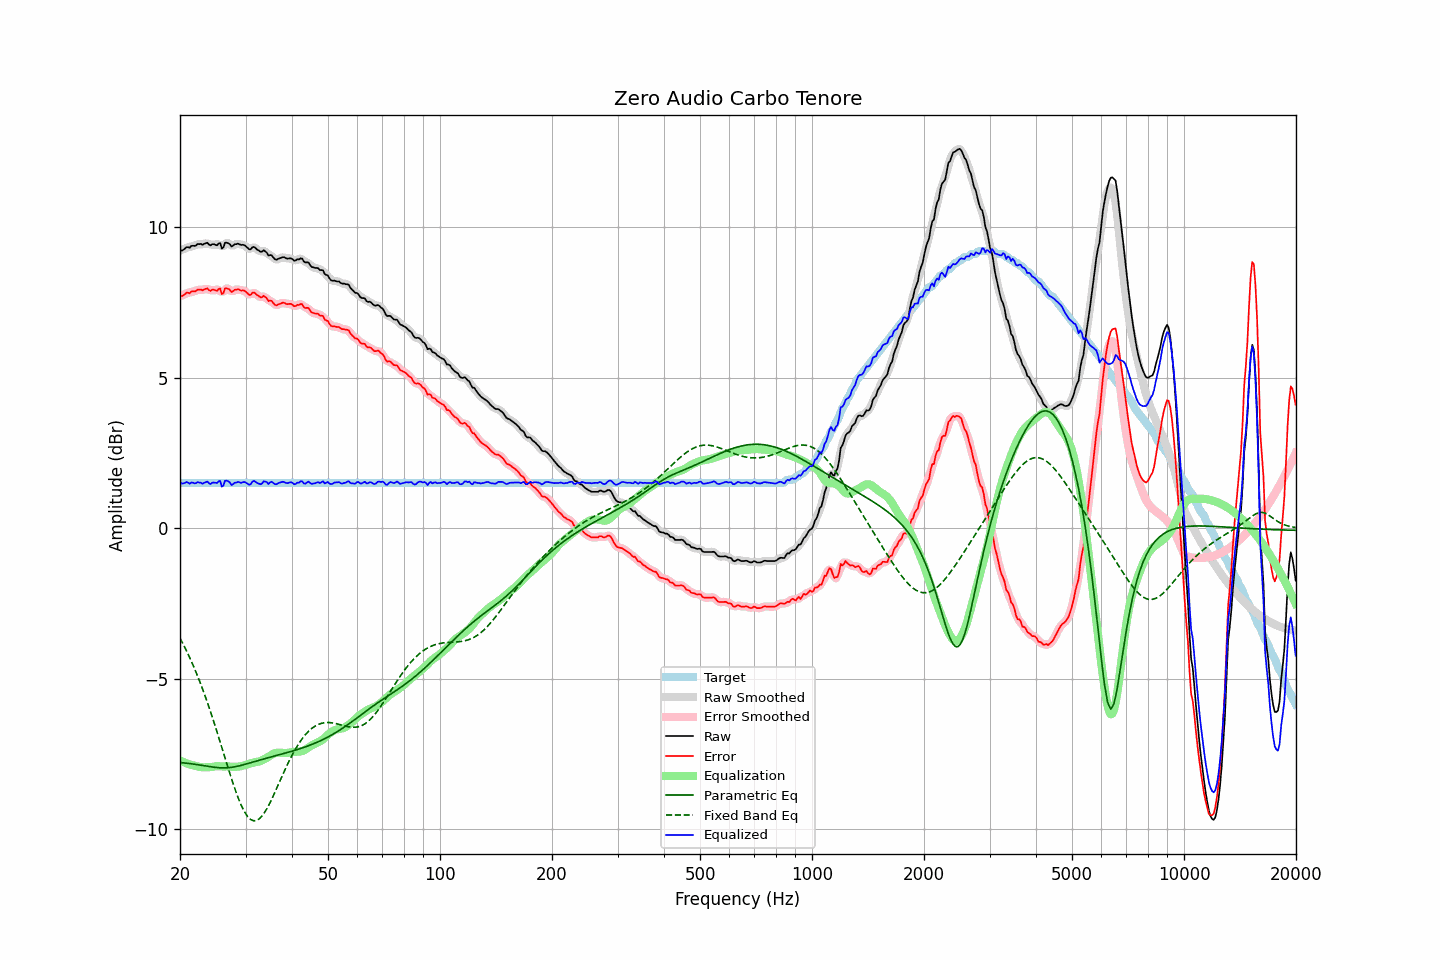 Zero Audio Carbo Tenore
Amplitude (dBr)
10
5
0
−5
−10
Target
Raw Smoothed
Error Smoothed
Raw
Error
Equalization
Parametric Eq
Fixed Band Eq
Equalized
20 50 100 200 500 1000 2000 5000 10000 20000
Frequency (Hz)